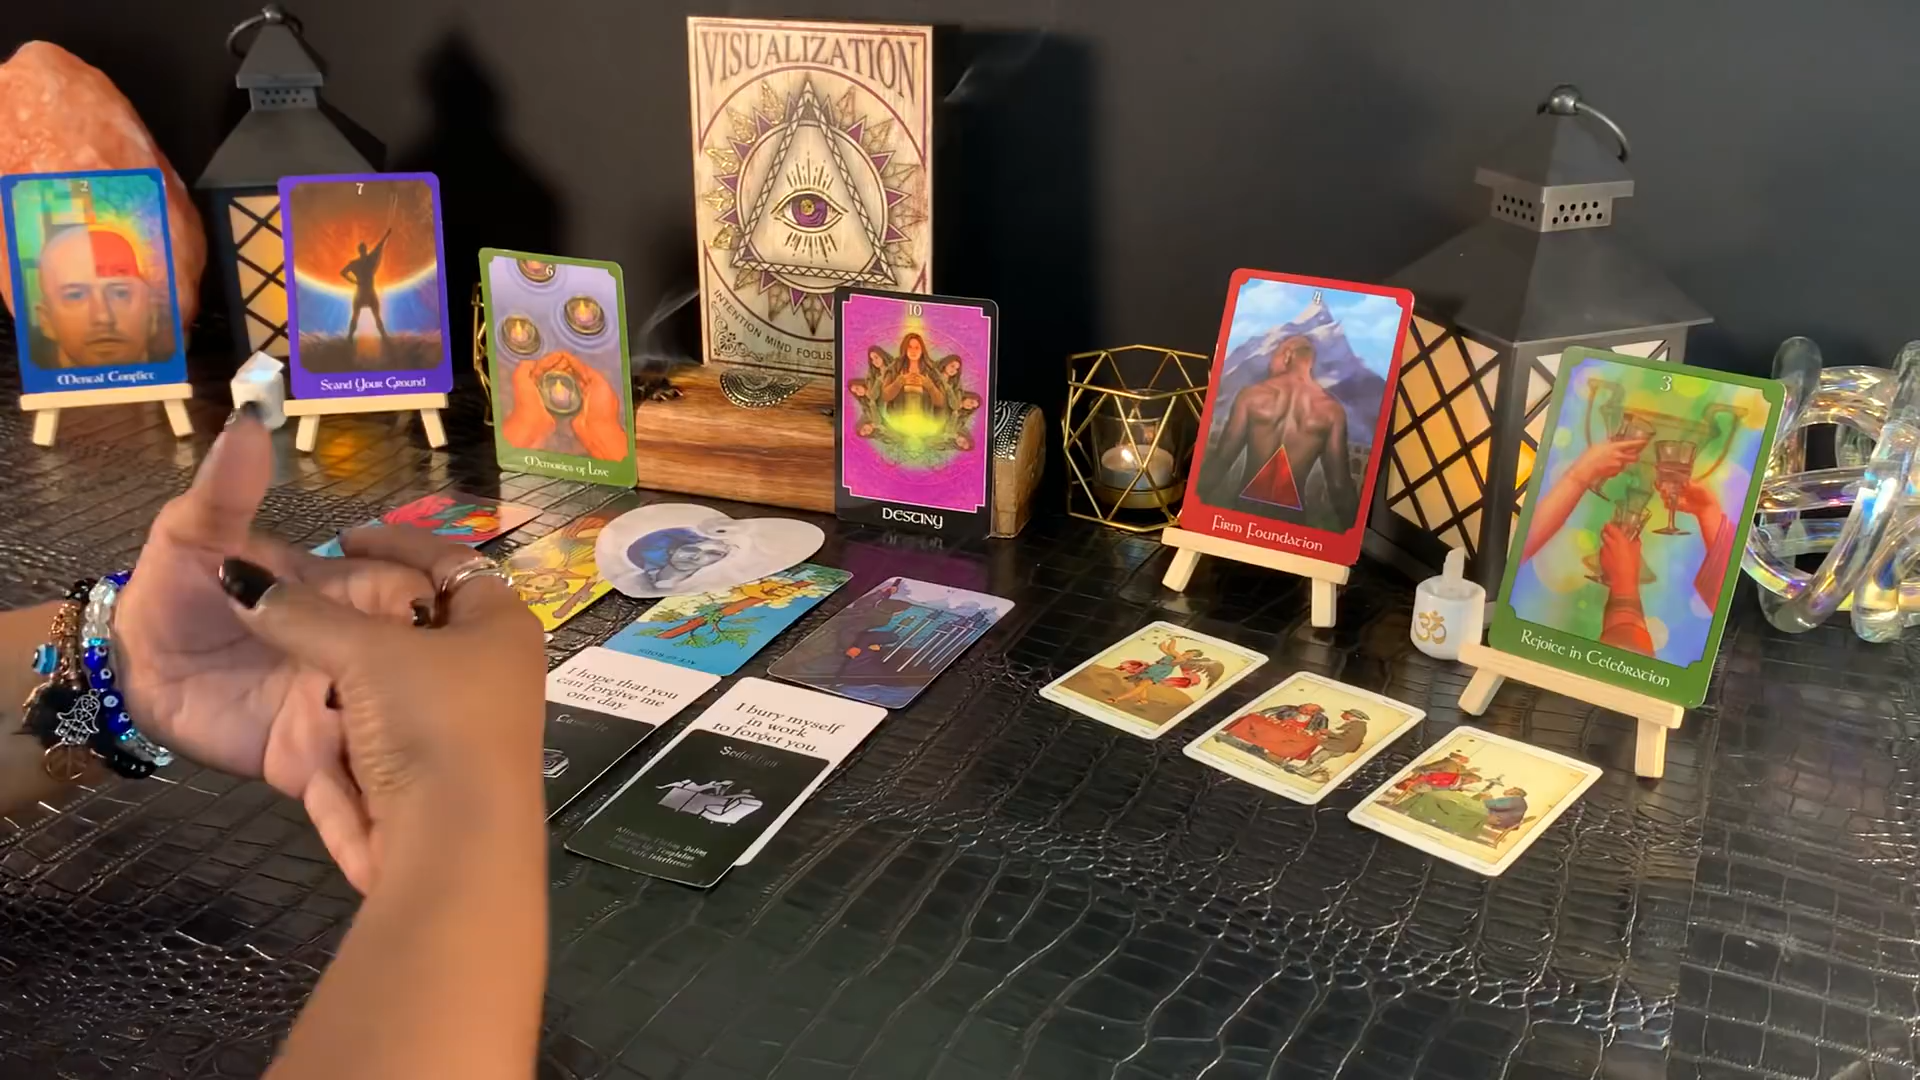 VISUALIZATION
INTENTION MIND FOCUS
2
Mental Conflict
7
Stand Your Ground
6
Memories of Love
10
DESTINY
4
Firm Foundation
3
Rejoice in Celebration
I hope that you
can forgive me
one day.
I bury myself
in work
to forget you.
Seduction